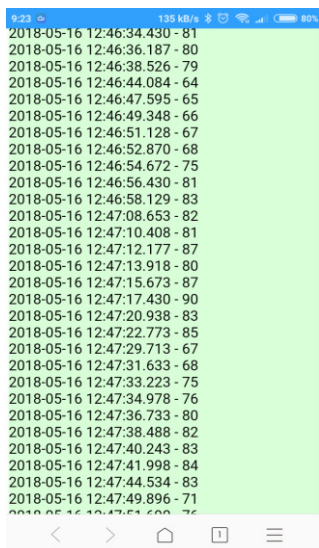 9:23 135 kB/s 80%
2018-05-16 12:46:34.430 - 81
2018-05-16 12:46:36.187 - 80
2018-05-16 12:46:38.526 - 79
2018-05-16 12:46:44.084 - 64
2018-05-16 12:46:47.595 - 65
2018-05-16 12:46:49.348 - 66
2018-05-16 12:46:51.128 - 67
2018-05-16 12:46:52.870 - 68
2018-05-16 12:46:54.672 - 75
2018-05-16 12:46:56.430 - 81
2018-05-16 12:46:58.129 - 83
2018-05-16 12:47:08.653 - 82
2018-05-16 12:47:10.408 - 81
2018-05-16 12:47:12.177 - 87
2018-05-16 12:47:13.918 - 80
2018-05-16 12:47:15.673 - 87
2018-05-16 12:47:17.430 - 90
2018-05-16 12:47:20.938 - 83
2018-05-16 12:47:22.773 - 85
2018-05-16 12:47:29.713 - 67
2018-05-16 12:47:31.633 - 68
2018-05-16 12:47:33.223 - 75
2018-05-16 12:47:34.978 - 76
2018-05-16 12:47:36.733 - 80
2018-05-16 12:47:38.488 - 82
2018-05-16 12:47:40.243 - 83
2018-05-16 12:47:41.998 - 84
2018-05-16 12:47:44.534 - 83
2018-05-16 12:47:49.896 - 71
1